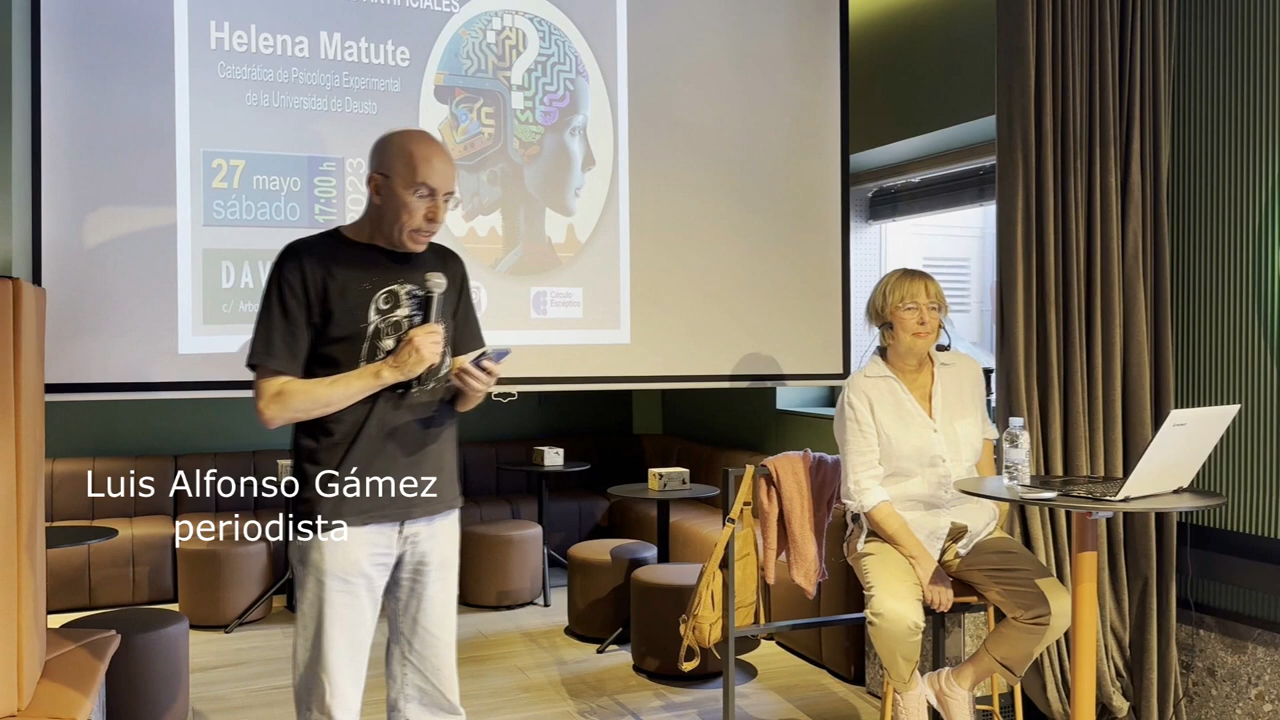 ARTIFICIALES
Helena Matute
Catedrática de Psicología Experimental
de la Universidad de Deusto
27 mayo
sábado
17:00 h
2023
DAV
c/ Arbo
Círculo
Escéptico
Luis Alfonso Gámez
periodista